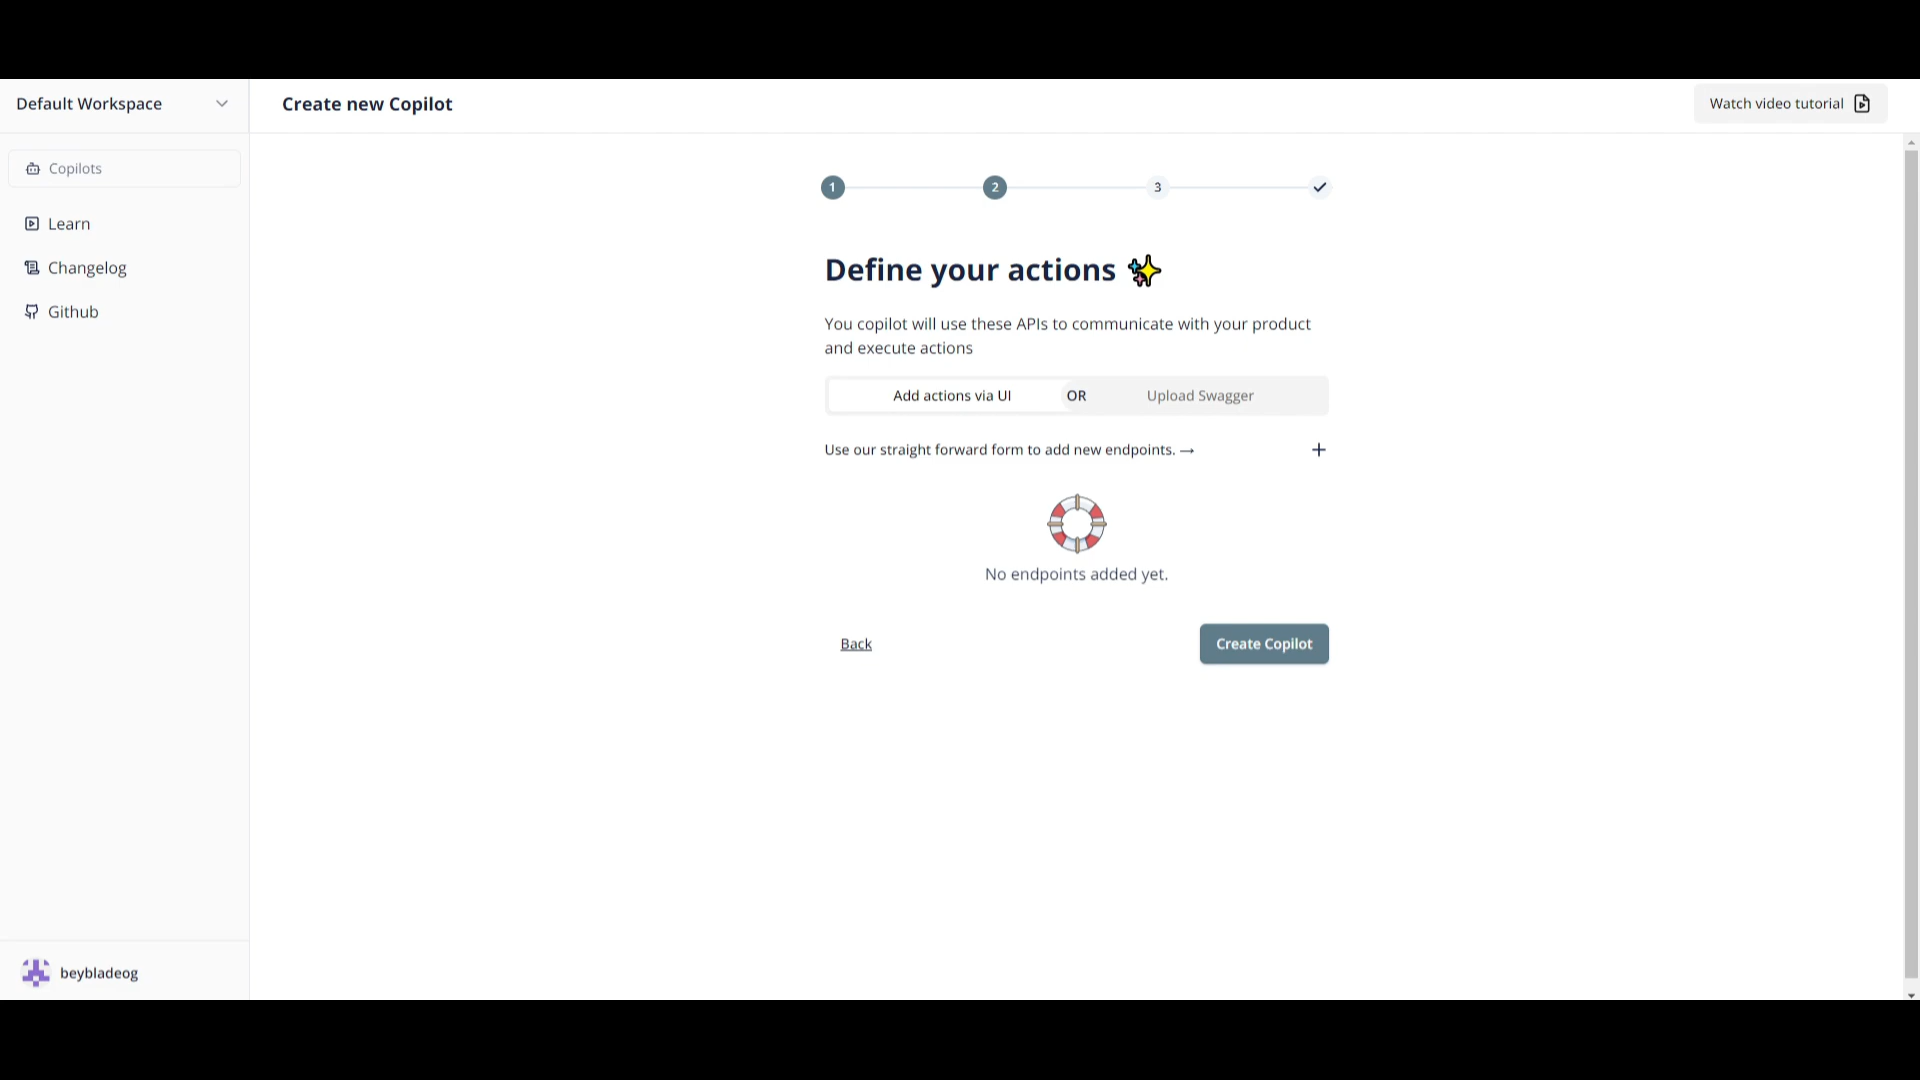 Default Workspace
Create new Copilot
Watch video tutorial
Copilots
Learn
Changelog
Github
1
2
3
Define your actions
You copilot will use these APIs to communicate with your product
and execute actions
Add actions via UI
OR
Upload Swagger
Use our straight forward form to add new endpoints. →
No endpoints added yet.
Back
Create Copilot
beybladeog